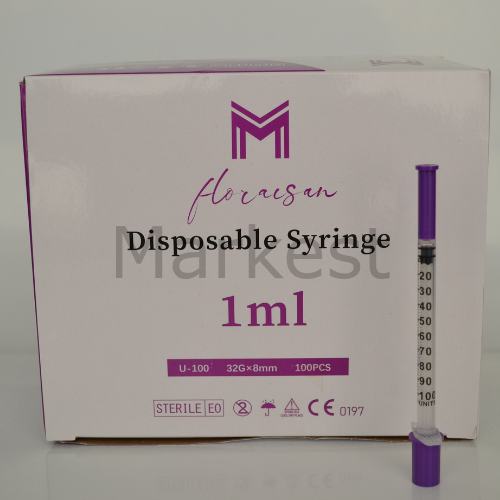 M
floraesan
Disposable Syringe
Markest
1ml
U-100 32G×8mm 100PCS
STERILE EO 2 CE 0197
20
30
40
50
60
70
80
90
100
UNITS